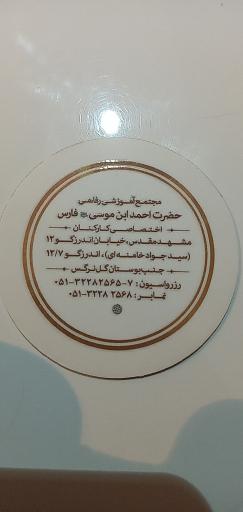 مجتمع آموزشی رفاهی
حضرت احمد ابن موسی فارس
اختصاصی کارکنان
مشهد مقدس، خیابان اندرزگو ۱۲
(سید جواد خامنه ای)، اندرزگو ۱۲/۷
جنب بوستان گل نرگس
رزرواسیون : ۷-۳۲۲۸۲۵۶۵-۰۵۱
نمابر : ۲۵۶۸ ۳۲۲۸-۰۵۱